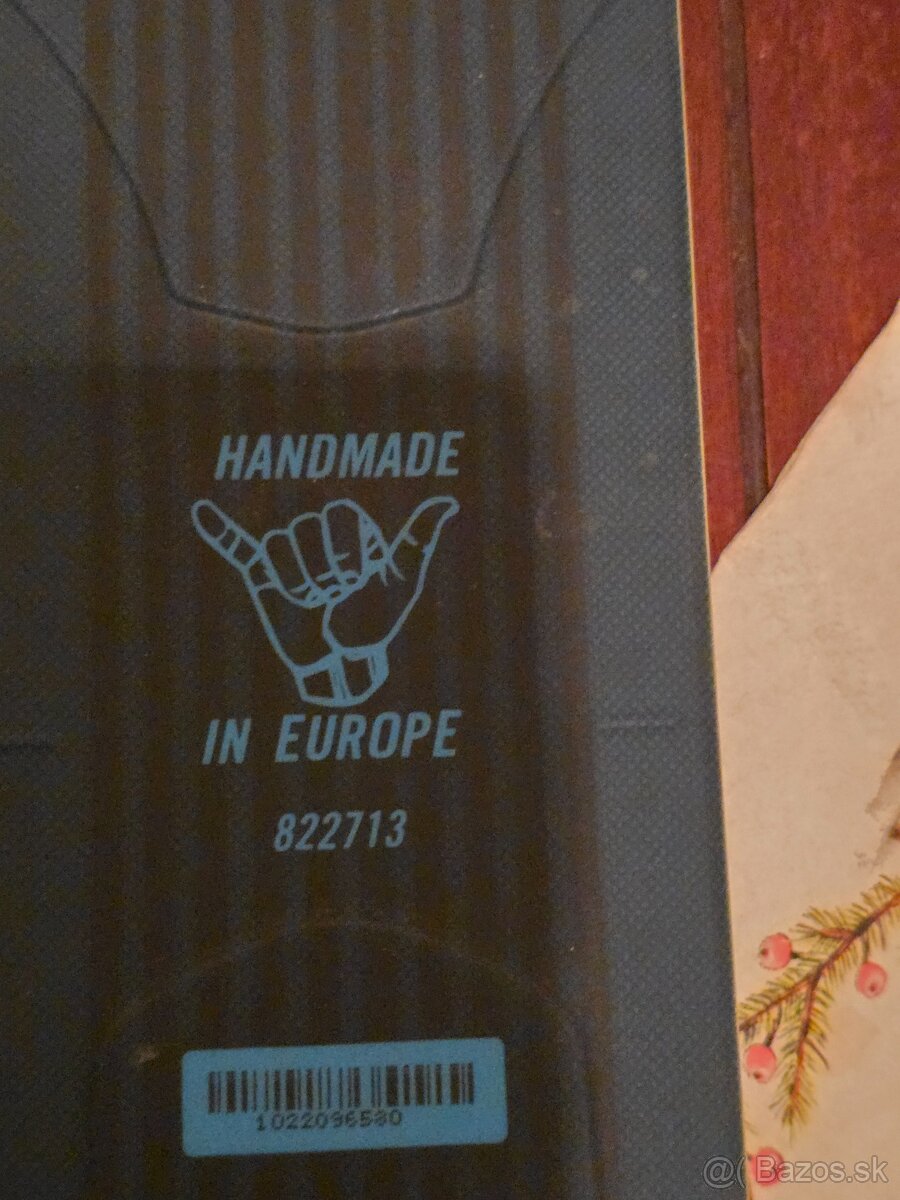 HANDMADE
IN EUROPE
822713
1022096580
@(Bazos.sk